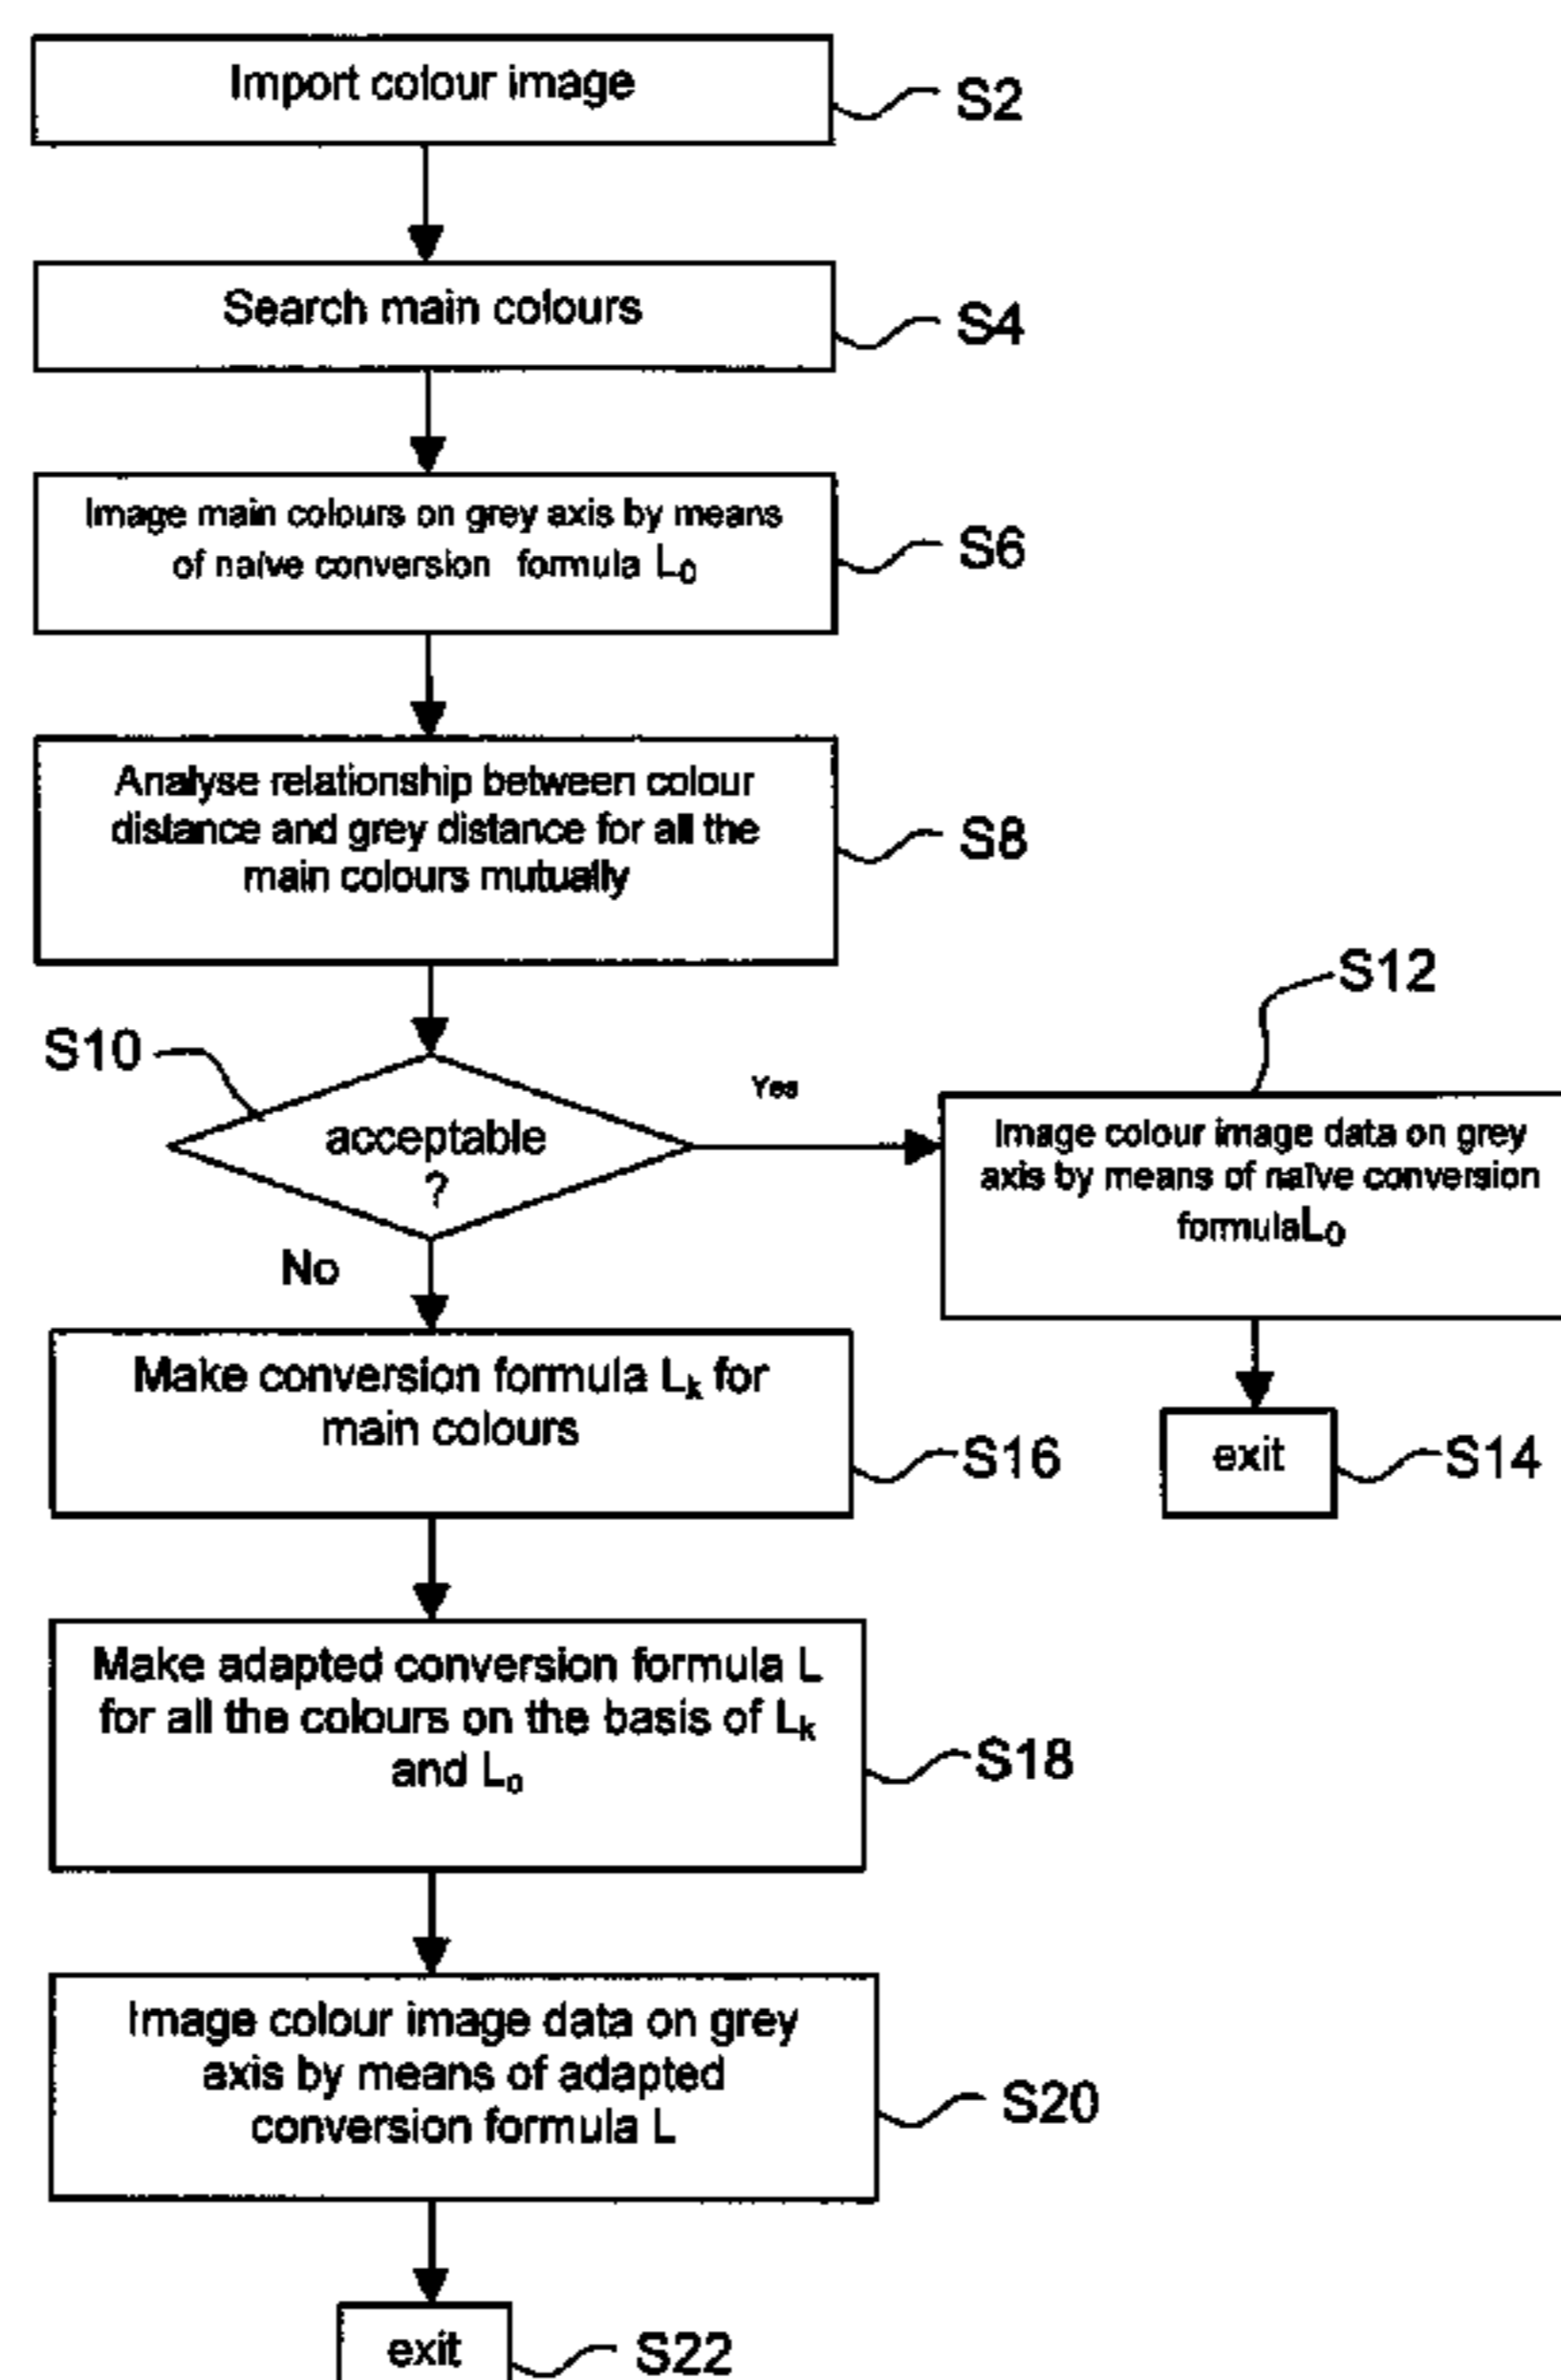 Import colour image
S2
Search main colours
S4
Image main colours on grey axis by means
of naïve conversion formula L₀
S6
Analyse relationship between colour
distance and grey distance for all the
main colours mutually
S8
S10
acceptable
?
Yes
No
S12
Image colour image data on grey
axis by means of naïve conversion
formulaL₀
exit
S14
Make conversion formula Lₖ for
main colours
S16
Make adapted conversion formula L
for all the colours on the basis of Lₖ
and L₀
S18
Image colour image data on grey
axis by means of adapted
conversion formula L
S20
exit
S22